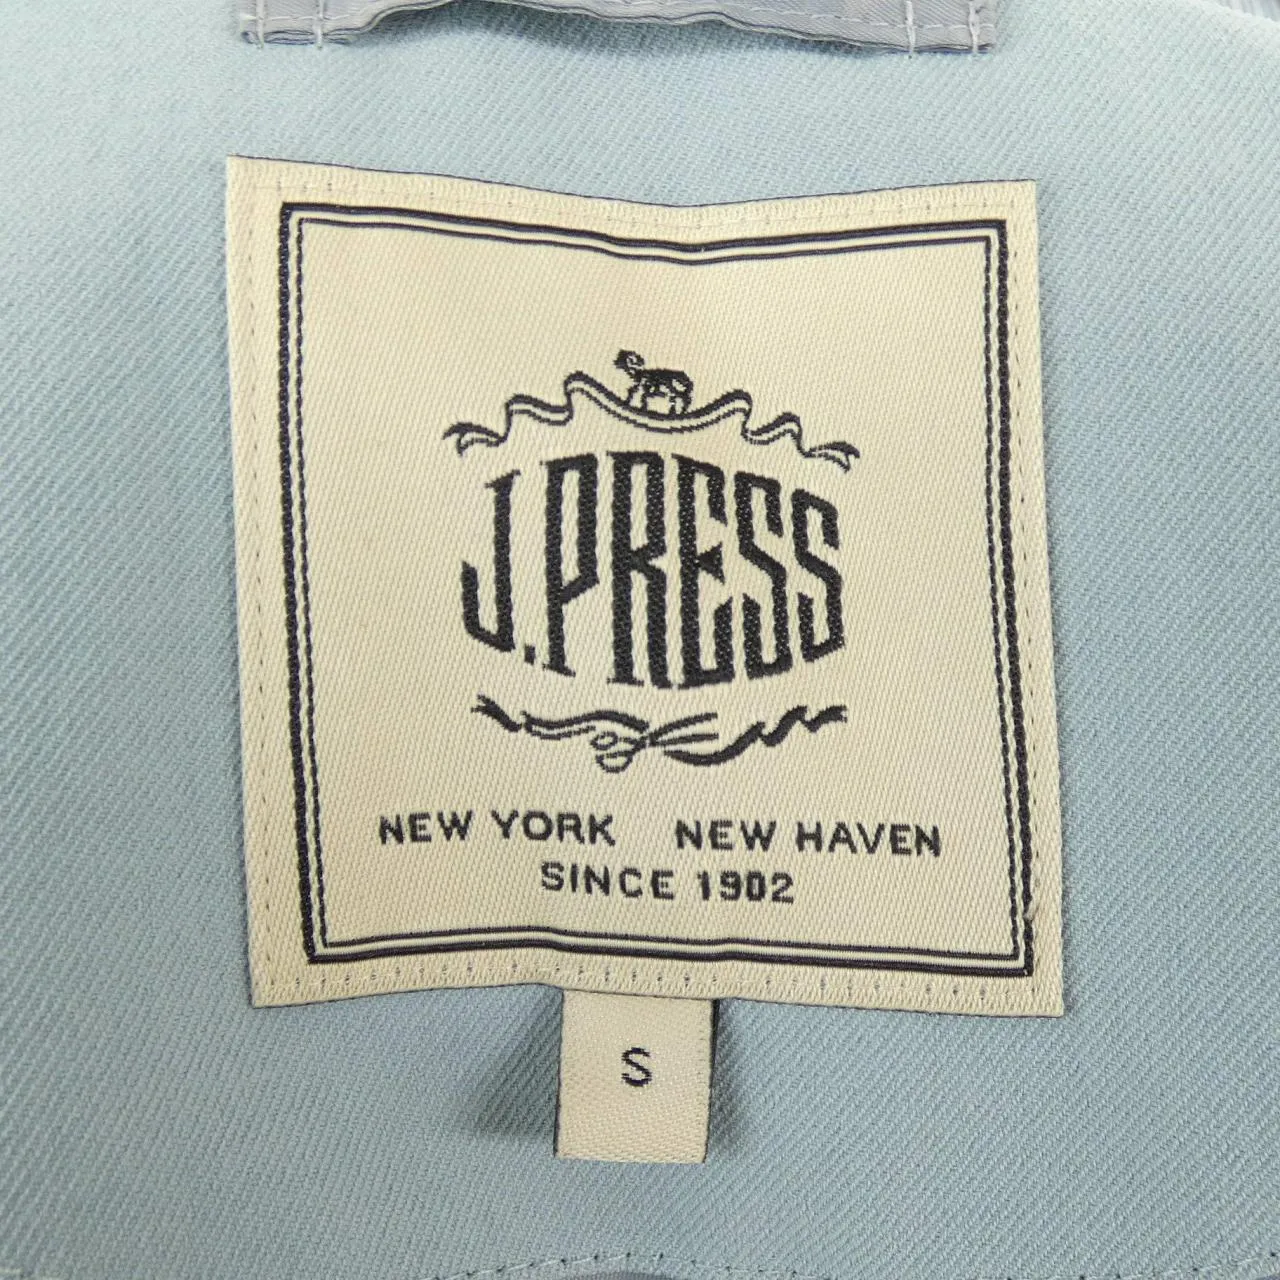 J.PRESS
NEW YORK NEW HAVEN
SINCE 1902
S